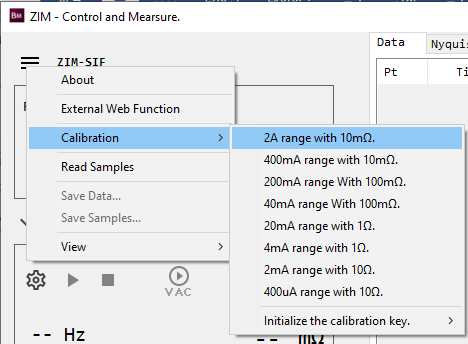 BM ZIM - Control and Mearsure.
ZIM-SIF
Data
Nyquis
Pt
Ti
About
External Web Function
Calibration
Read Samples
Save Data...
Save Samples...
View
2A range with 10mΩ.
400mA range with 10mΩ.
200mA range With 100mΩ.
40mA range With 100mΩ.
20mA range with 1Ω.
4mA range with 1Ω.
2mA range with 10Ω.
400uA range with 10Ω.
Initialize the calibration key.
VAC
-- Hz
-- mΩ